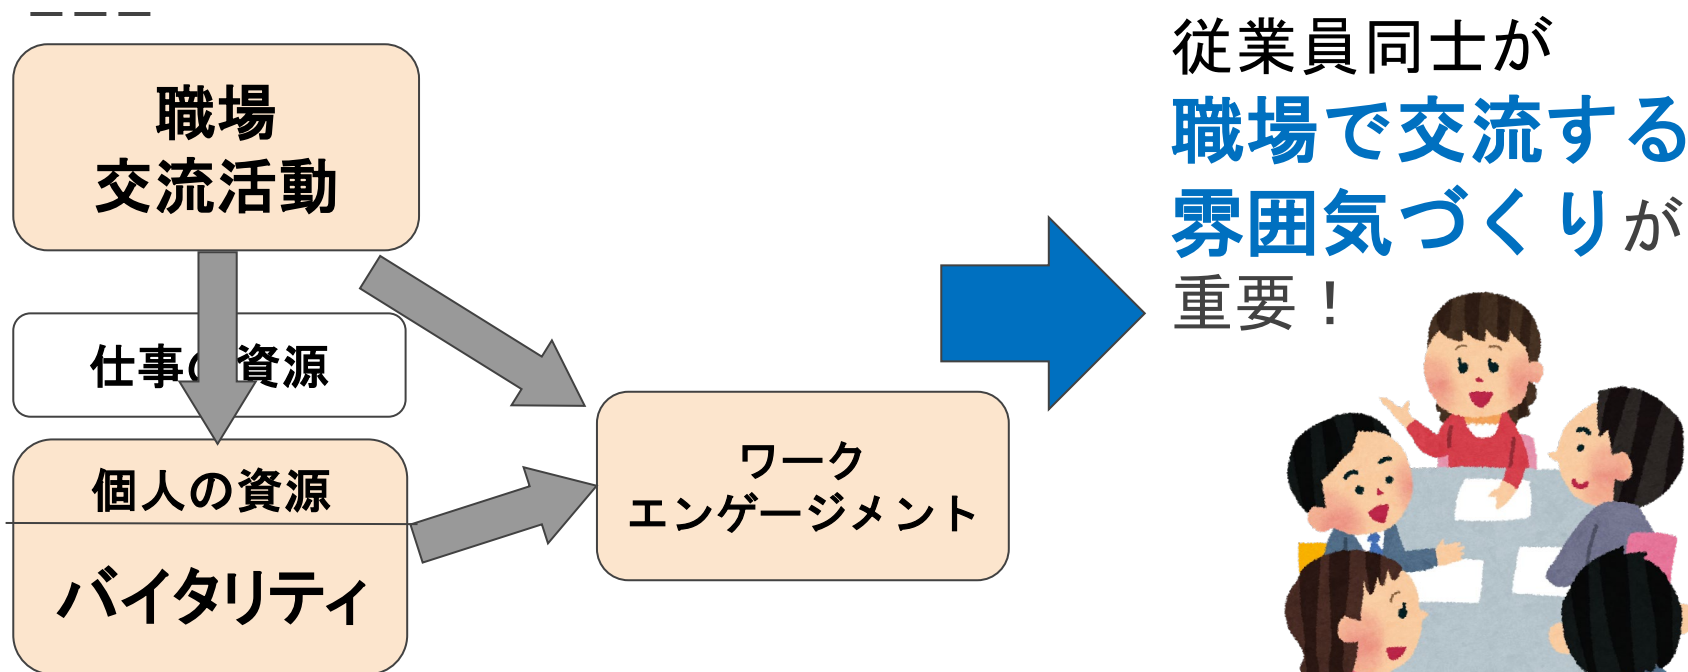 職場
交流活動
仕事の資源
個人の資源
バイタリティ
ワーク
エンゲージメント
従業員同士が
職場で交流する
雰囲気づくりが
重要！